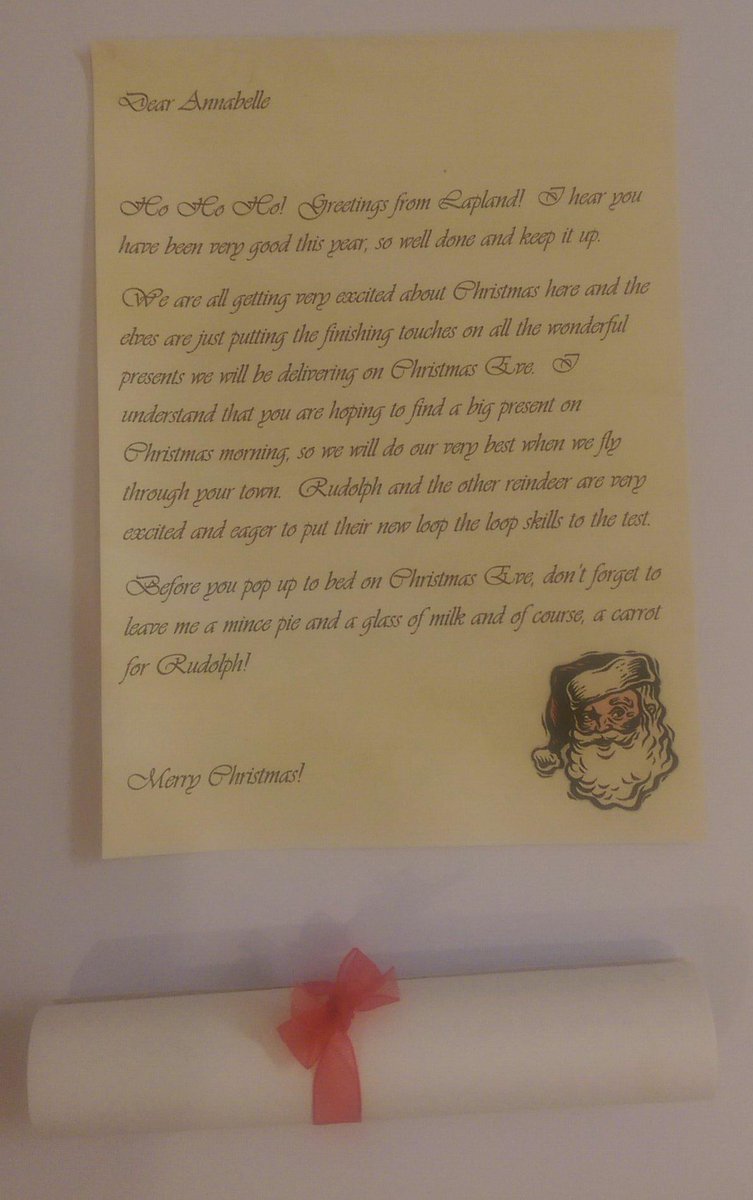 Dear Annabelle
Ho Ho Ho! Greetings from Lapland! I hear you
have been very good this year, so well done and keep it up.
We are all getting very excited about Christmas here and the
elves are just putting the finishing touches on all the wonderful
presents we will be delivering on Christmas Eve. I
understand that you are hoping to find a big present on
Christmas morning, so we will do our very best when we fly
through your town. Rudolph and the other reindeer are very
excited and eager to put their new loop the loop skills to the test.
Before you pop up to bed on Christmas Eve, don't forget to
leave me a mince pie and a glass of milk and of course, a carrot
for Rudolph!
Merry Christmas!